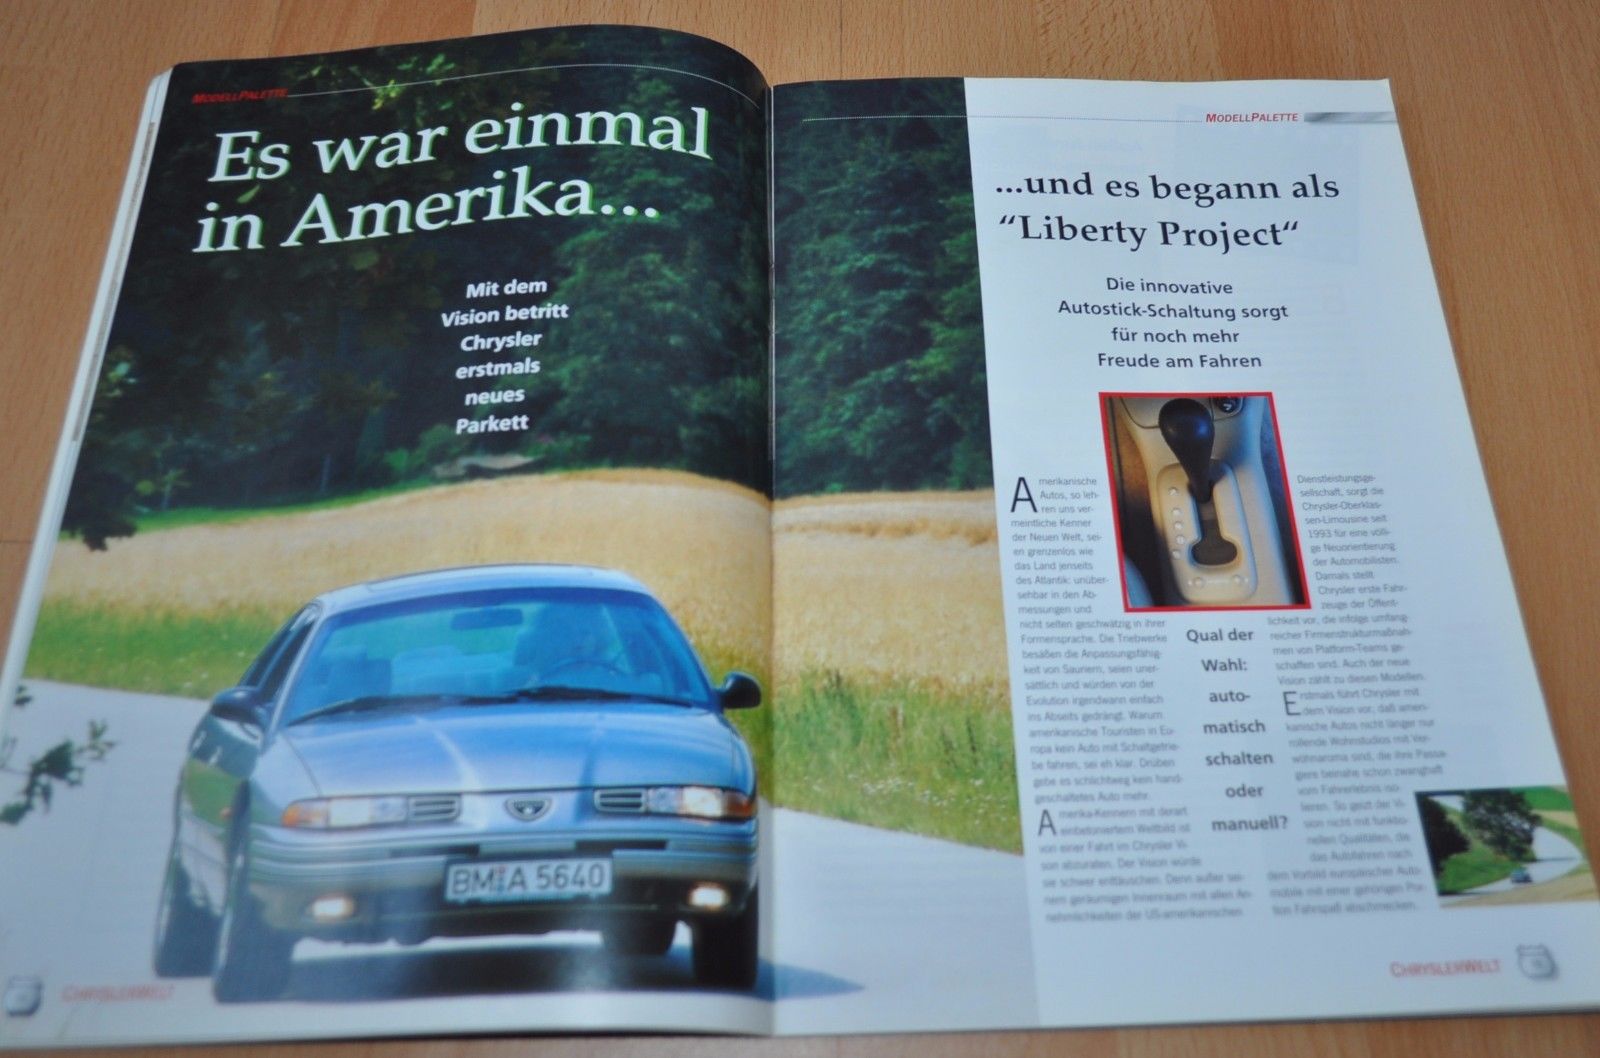 MODELLPALETTE
Es war einmal
in Amerika...
Mit dem
Vision betritt
Chrysler
erstmals
neues
Parkett
BM A 5640
CHRYSLERWELT
MODELLPALETTE
...und es begann als
“Liberty Project“
Die innovative
Autostick-Schaltung sorgt
für noch mehr
Freude am Fahren
Amerikanische
Autos, so leh-
ren uns ver-
meintliche Kenner
der Neuen Welt, sei-
en grenzenlos wie
das Land jenseits
des Atlantik: unüber-
sehbar in den Ab-
messungen und
nicht selten geschwätzig in ihrer
Formensprache. Die Triebwerke
besäßen die Anpassungsfähig-
keit von Sauriern, seien uner-
sättlich und würden von der
Evolution irgendwann einfach
ins Abseits gedrängt. Warum
amerikanische Touristen in Eu-
ropa kein Auto mit Schaltgetrie-
be fahren, sei eh klar. Drüben
gebe es schlichtweg kein hand-
geschaltetes Auto mehr.
Amerika-Kennern mit derart
einbetoniertem Weltbild ist
von einer Fahrt im Chrysler Vi-
sion abzuraten. Der Vision würde
sie schwer enttäuschen. Denn außer sei-
nem geräumigen Innenraum mit allen An-
nehmlichkeiten der US-amerikanischen
Qual der
Wahl:
auto-
matisch
schalten
oder
manuell?
Dienstleistungsge-
sellschaft, sorgt die
Chrysler-Oberklas-
sen-Limousine seit
1993 für eine völli-
ge Neuorientierung
der Automobilisten.
Damals stellt
Chrysler erste Fahr-
zeuge der Öffent-
lichkeit vor, die infolge umfang-
reicher Firmenstrukturmaßnah-
men von Platform-Teams ge-
schaffen sind. Auch der neue
Vision zählt zu diesen Modellen.
Erstmals führt Chrysler mit
dem Vision vor, daß ameri-
kanische Autos nicht länger nur
rollende Wohnstudios mit Ver-
wöhnaroma sind, die ihre Passa-
giere beinahe schon zwanghaft
vom Fahrerlebnis iso-
lieren. So geizt der Vi-
sion nicht mit funktio-
nellen Qualitäten, die
das Autofahren nach
dem Vorbild europäischer Auto-
mobile mit einer gehörigen Por-
tion Fahrspaß abschmecken.
CHRYSLERWELT